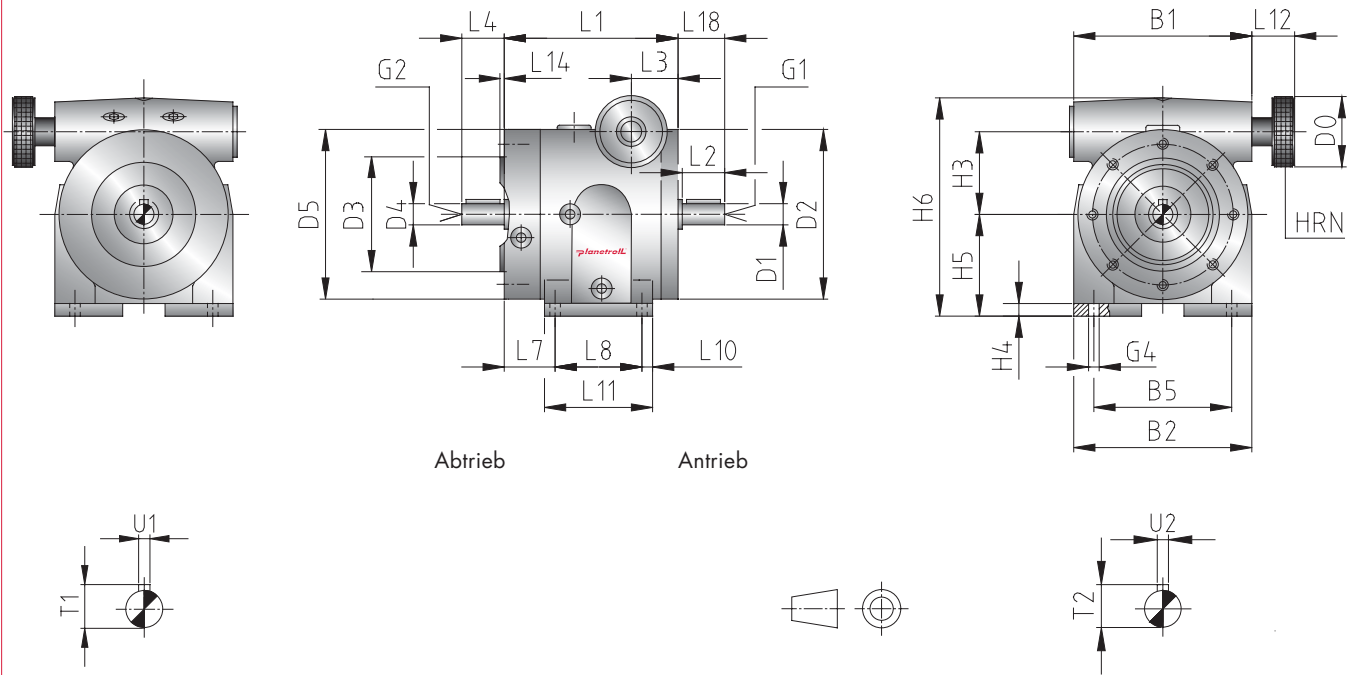 L4 L1 L18 B1 L12
G2 L14 L3 G1
L2
D5 D3 D4 D2 D1 H6 H3 H5 D0
HRN
planetroll
H4
L7 L8 L10 G4
L11 B5
B2
Abtrieb Antrieb
U1 U2
T1 T2